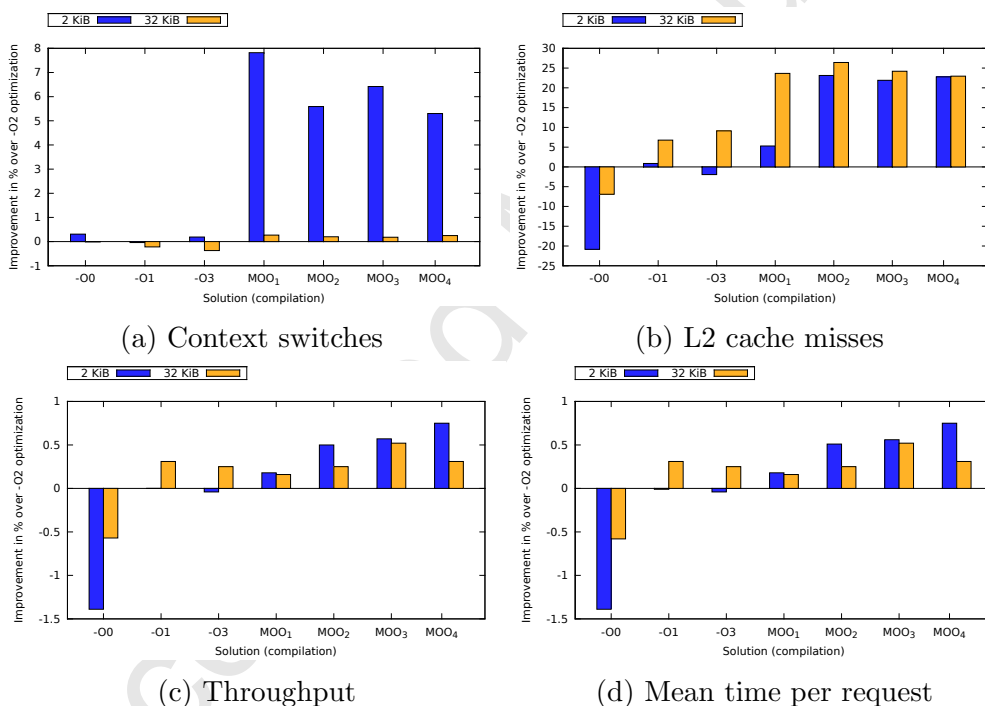 2 KiB 32 KiB
Improvement in % over -O2 optimization
8
7
6
5
4
3
2
1
0
-1
-O0 -O1 -O3 MOO₁ MOO₂ MOO₃ MOO₄
Solution (compilation)
(a) Context switches
2 KiB 32 KiB
Improvement in % over -O2 optimization
30
25
20
15
10
5
0
-5
-10
-15
-20
-25
-O0 -O1 -O3 MOO₁ MOO₂ MOO₃ MOO₄
Solution (compilation)
(b) L2 cache misses
2 KiB 32 KiB
Improvement in % over -O2 optimization
1
0.5
0
-0.5
-1
-1.5
-O0 -O1 -O3 MOO₁ MOO₂ MOO₃ MOO₄
Solution (compilation)
(c) Throughput
2 KiB 32 KiB
Improvement in % over -O2 optimization
1
0.5
0
-0.5
-1
-1.5
-O0 -O1 -O3 MOO₁ MOO₂ MOO₃ MOO₄
Solution (compilation)
(d) Mean time per request